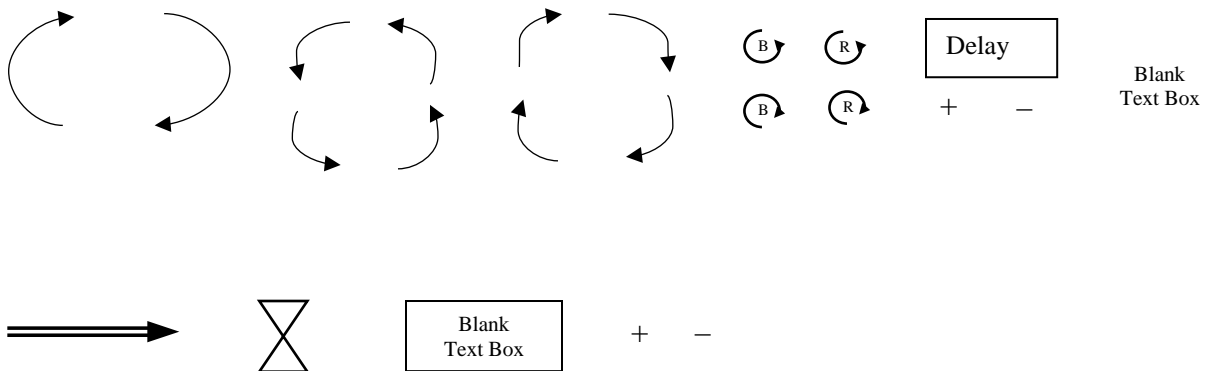 B R Delay
Blank
Text Box
B R + –
Blank
Text Box
+ –